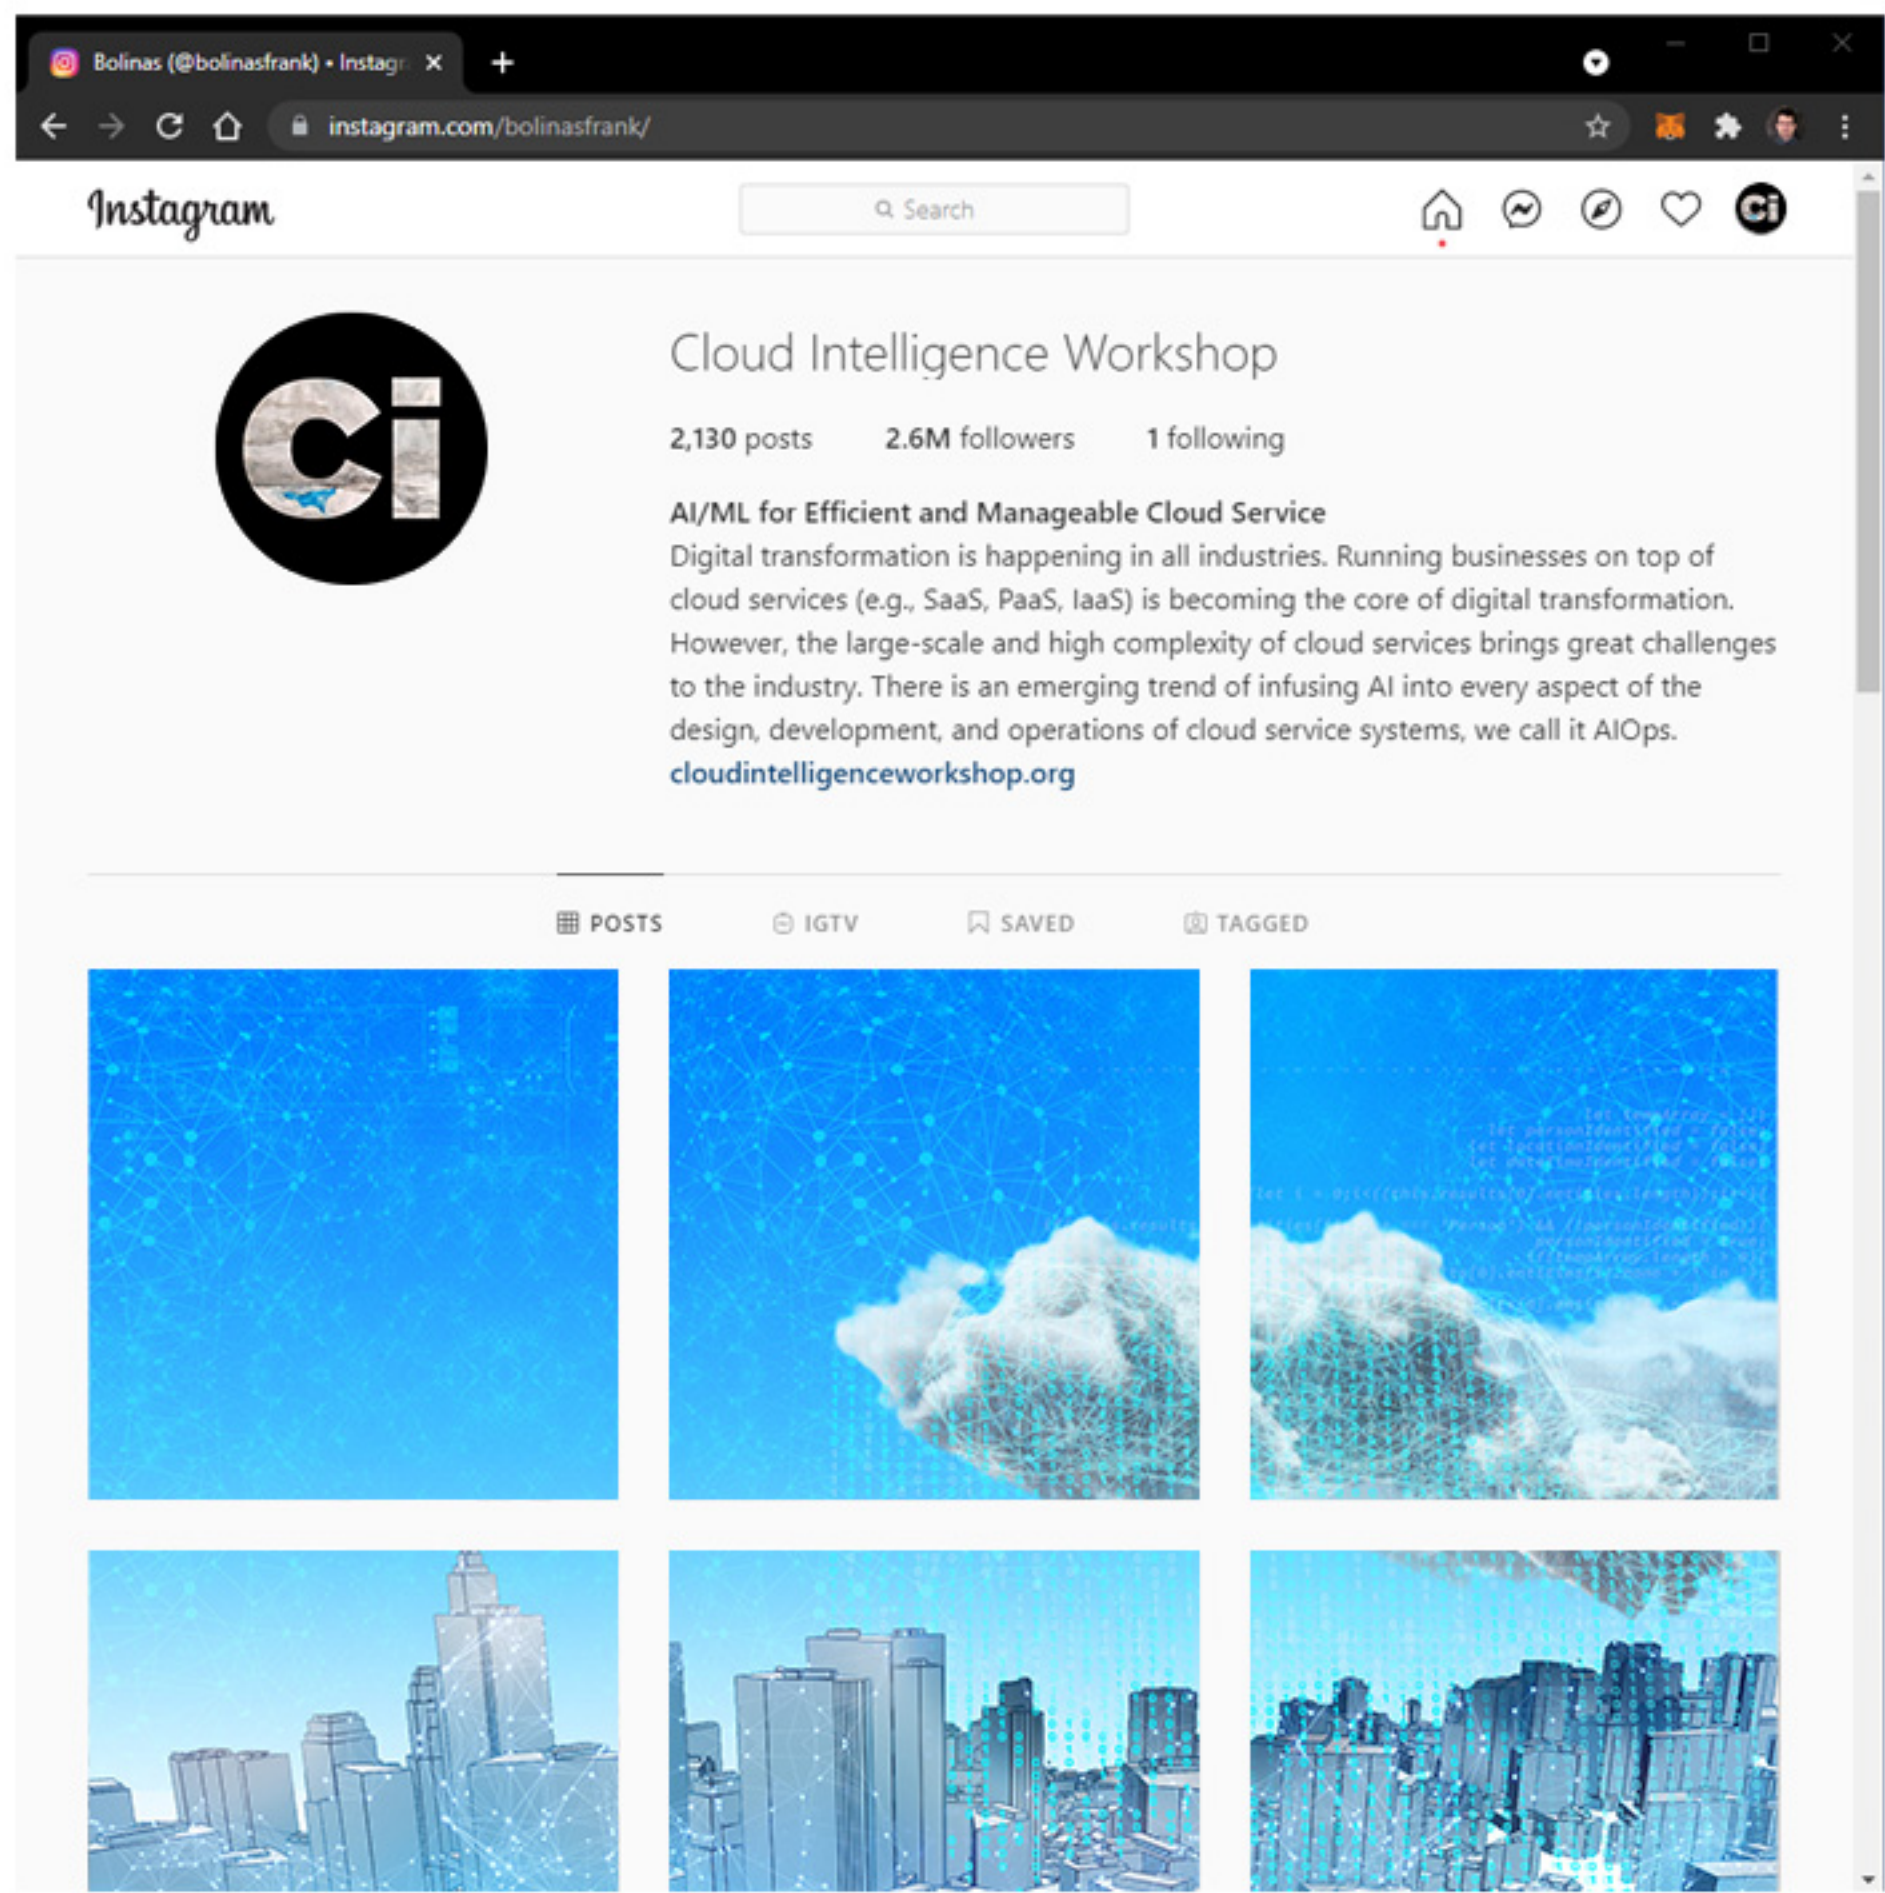 Bolinas (@bolinasfrank) • Instagr
instagram.com/bolinasfrank/
Instagram
Search
Ci
Ci
Cloud Intelligence Workshop
2,130 posts 2.6M followers 1 following
AI/ML for Efficient and Manageable Cloud Service
Digital transformation is happening in all industries. Running businesses on top of
cloud services (e.g., SaaS, PaaS, IaaS) is becoming the core of digital transformation.
However, the large-scale and high complexity of cloud services brings great challenges
to the industry. There is an emerging trend of infusing AI into every aspect of the
design, development, and operations of cloud service systems, we call it AIOps.
cloudintelligenceworkshop.org
POSTS IGTV SAVED TAGGED